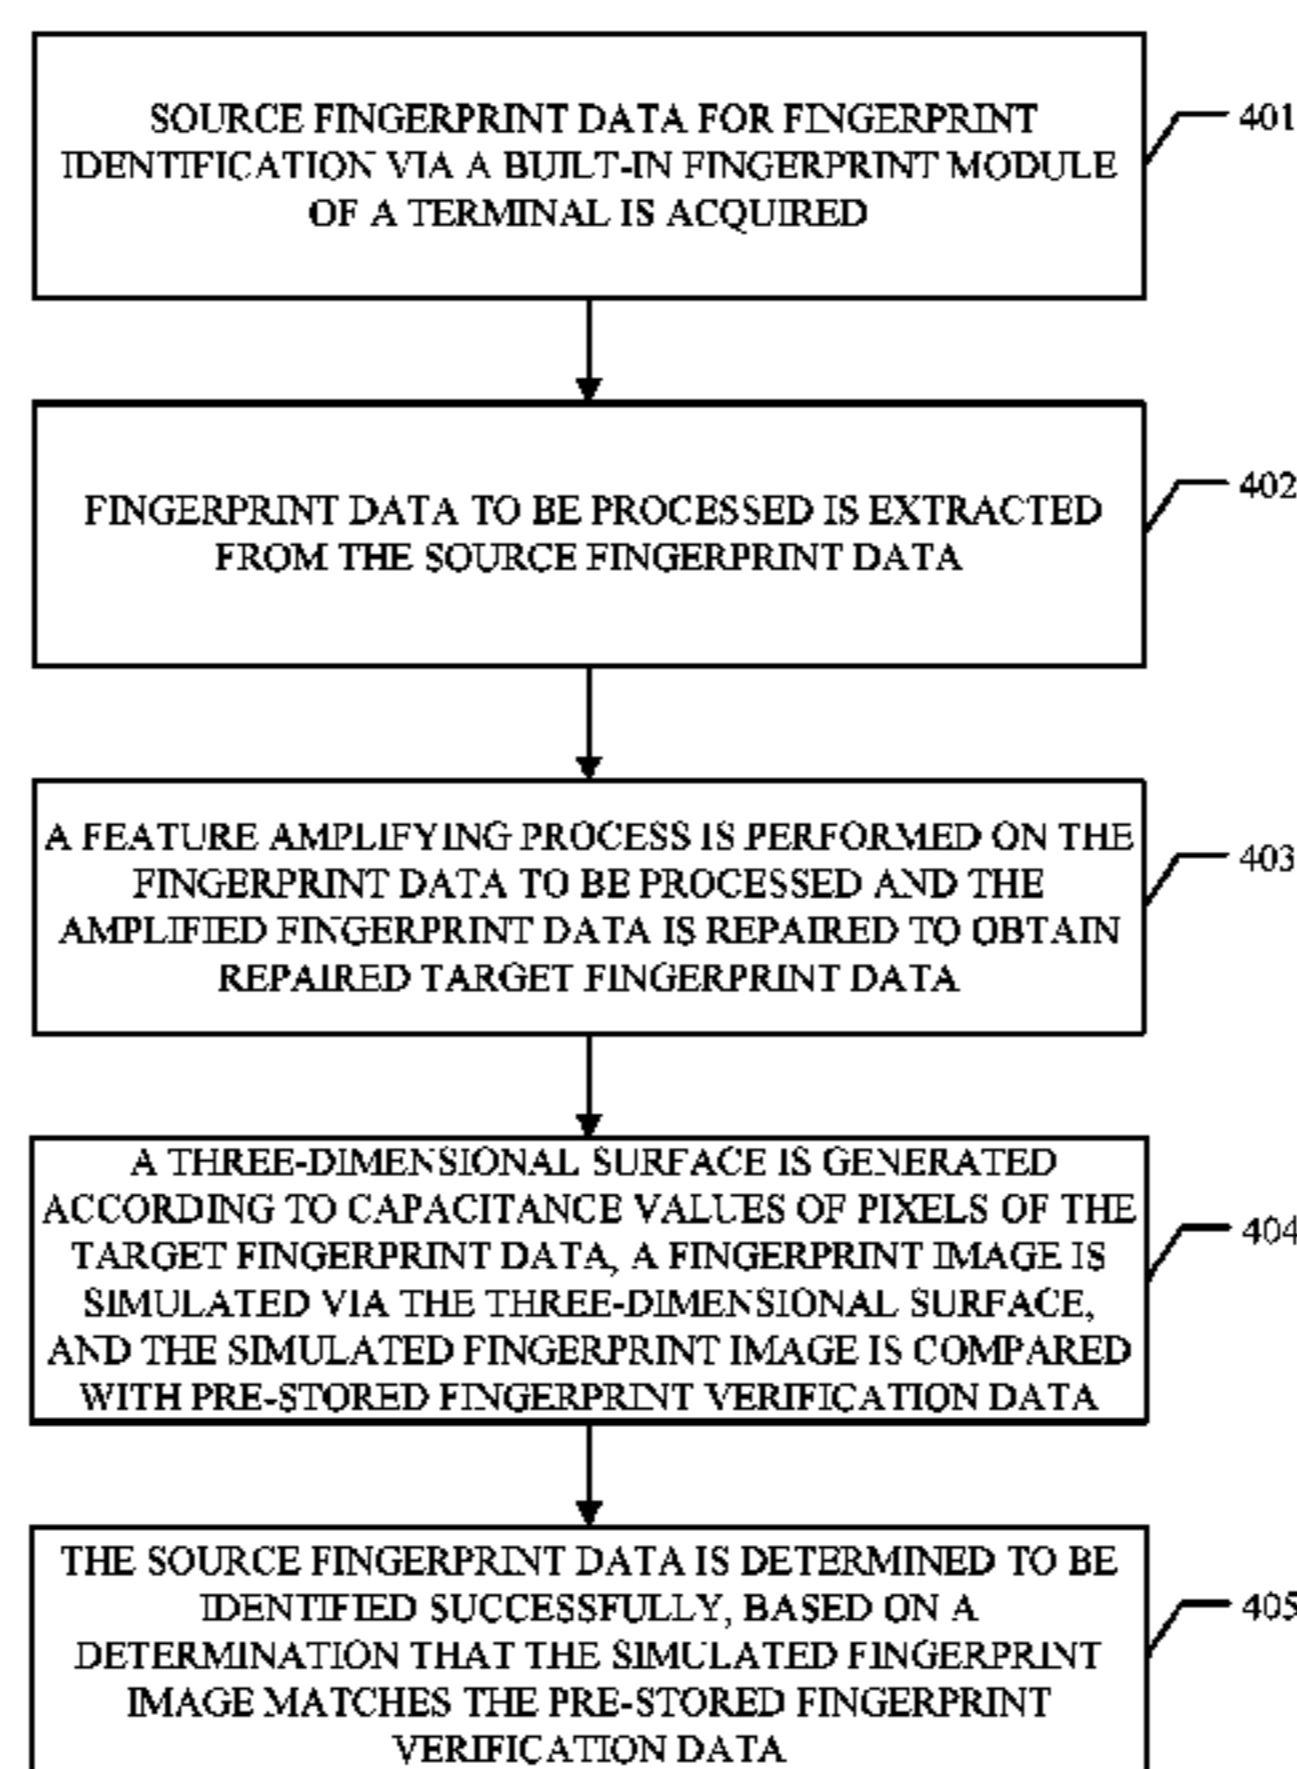 SOURCE FINGERPRINT DATA FOR FINGERPRINT
IDENTIFICATION VIA A BUILT-IN FINGERPRINT MODULE
OF A TERMINAL IS ACQUIRED
401
FINGERPRINT DATA TO BE PROCESSED IS EXTRACTED
FROM THE SOURCE FINGERPRINT DATA
402
A FEATURE AMPLIFYING PROCESS IS PERFORMED ON THE
FINGERPRINT DATA TO BE PROCESSED AND THE
AMPLIFIED FINGERPRINT DATA IS REPAIRED TO OBTAIN
REPAIRED TARGET FINGERPRINT DATA
403
A THREE-DIMENSIONAL SURFACE IS GENERATED
ACCORDING TO CAPACITANCE VALUES OF PIXELS OF THE
TARGET FINGERPRINT DATA, A FINGERPRINT IMAGE IS
SIMULATED VIA THE THREE-DIMENSIONAL SURFACE,
AND THE SIMULATED FINGERPRINT IMAGE IS COMPARED
WITH PRE-STORED FINGERPRINT VERIFICATION DATA
404
THE SOURCE FINGERPRINT DATA IS DETERMINED TO BE
IDENTIFIED SUCCESSFULLY, BASED ON A
DETERMINATION THAT THE SIMULATED FINGERPRINT
IMAGE MATCHES THE PRE-STORED FINGERPRINT
VERIFICATION DATA
405